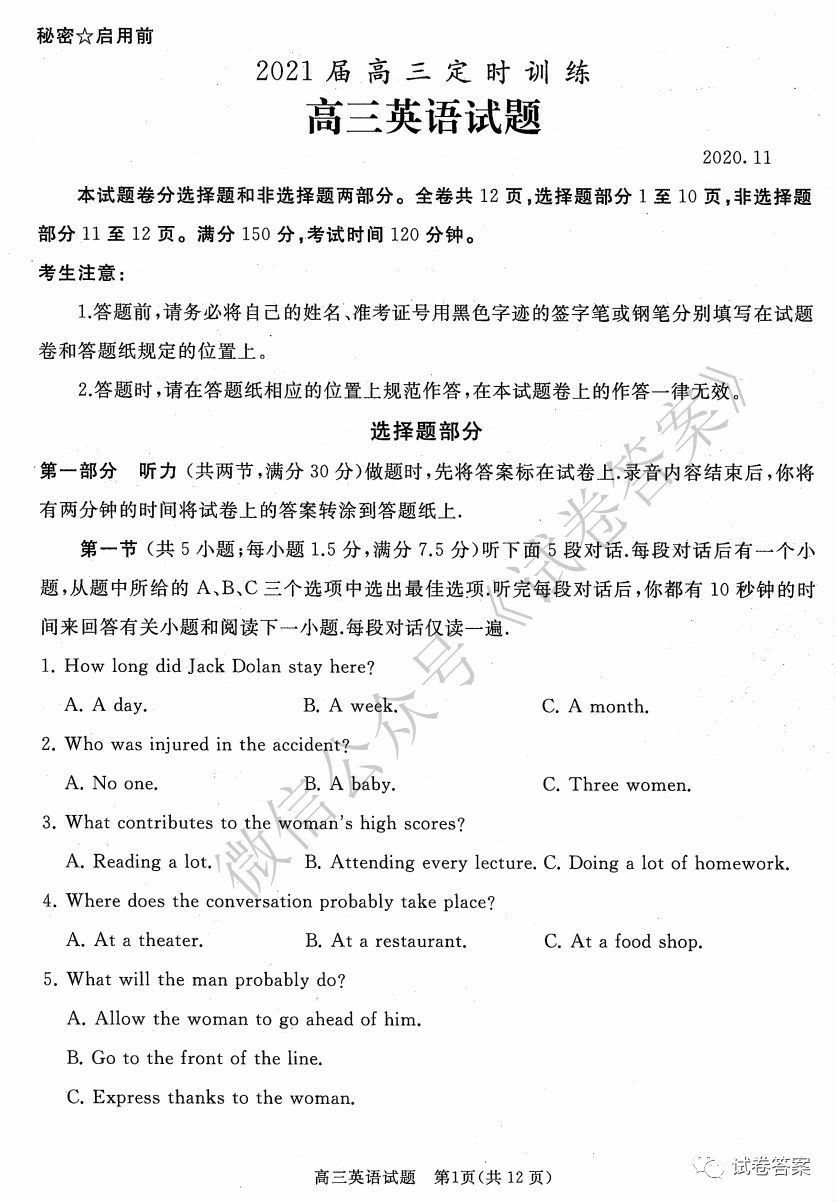 秘密☆启用前
2021届高三定时训练
高三英语试题
2020.11
本试题卷分选择题和非选择题两部分。全卷共12页,选择题部分1至10页,非选择题
部分11至12页。满分150分,考试时间120分钟。
考生注意:
1.答题前,请务必将自己的姓名、准考证号用黑色字迹的签字笔或钢笔分别填写在试题
卷和答题纸规定的位置上。
2.答题时,请在答题纸相应的位置上规范作答,在本试题卷上的作答一律无效。
选择题部分
第一部分 听力(共两节,满分30分)做题时,先将答案标在试卷上.录音内容结束后,你将
有两分钟的时间将试卷上的答案转涂到答题纸上.
第一节(共5小题;每小题1.5分,满分7.5分)听下面5段对话.每段对话后有一个小
题,从题中所给的A、B、C三个选项中选出最佳选项.听完每段对话后,你都有10秒钟的时
间来回答有关小题和阅读下一小题.每段对话仅读一遍.
1. How long did Jack Dolan stay here?
A. A day. B. A week. C. A month.
2. Who was injured in the accident?
A. No one. B. A baby. C. Three women.
3. What contributes to the woman's high scores?
A. Reading a lot. B. Attending every lecture. C. Doing a lot of homework.
4. Where does the conversation probably take place?
A. At a theater. B. At a restaurant. C. At a food shop.
5. What will the man probably do?
A. Allow the woman to go ahead of him.
B. Go to the front of the line.
C. Express thanks to the woman.
微信公众号《试卷答案》
高三英语试题 第1页(共12页)
试卷答案